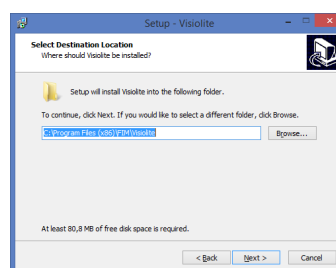 Setup - Visiolite
Select Destination Location
Where should Visiolite be installed?
Setup will install Visiolite into the following folder.
To continue, click Next. If you would like to select a different folder, click Browse.
C:\Program Files (x86)\FIM\Visiolite
Browse...
At least 80,8 MB of free disk space is required.
< Back
Next >
Cancel